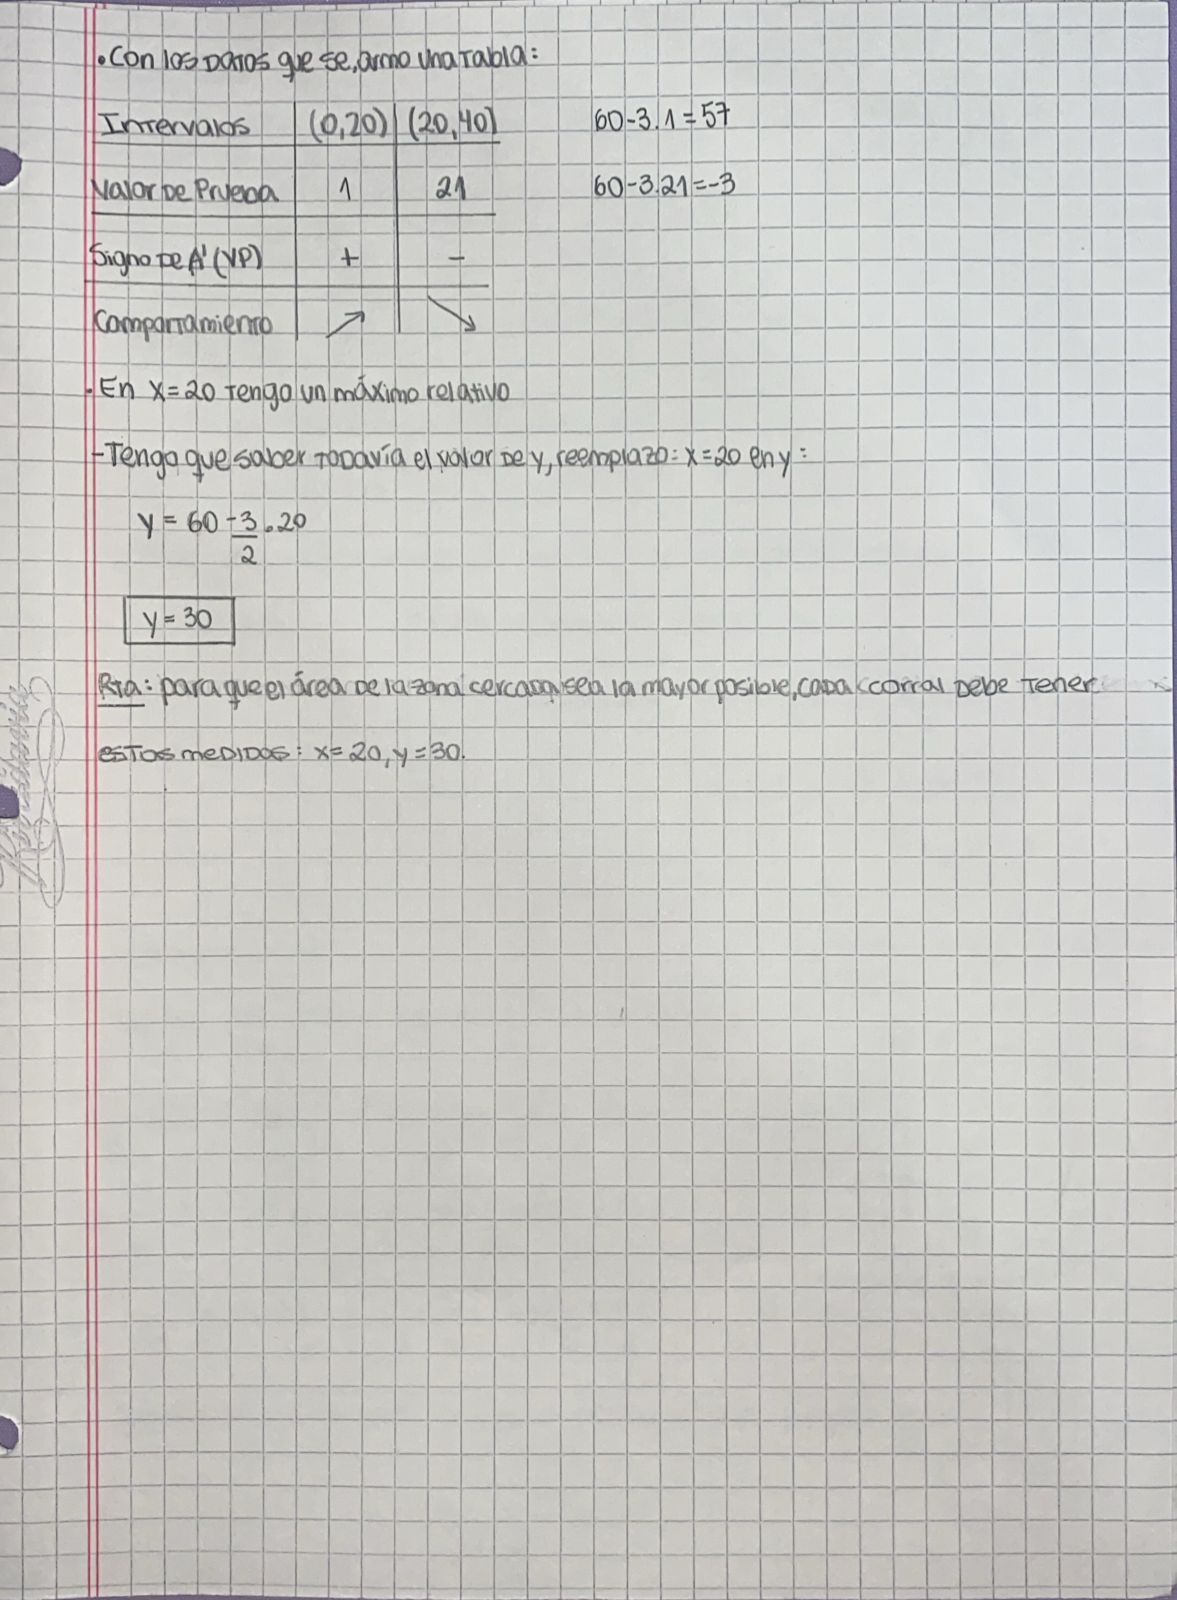 • Con los Datos que se, armo una tabla:
Intervalos (0,20) (20,40) 60-3.1=57
Valor De Prueba 1 21 60-3.21=-3
Signo De A'(VP) + -
Comportamiento ↗ ↘
• En x=20 Tengo un máximo relativo
- Tengo que saber Todavía el valor De y, reemplazo: x=20 en y:
y = 60 -3/2 . 20
y = 30
Rta: para que el área De la zona cercada sea la mayor posible, cada corral Debe Tener
estas medidas: x=20, y=30.